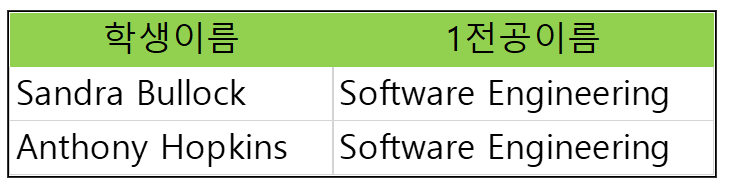 학생이름 1전공이름
Sandra Bullock Software Engineering
Anthony Hopkins Software Engineering